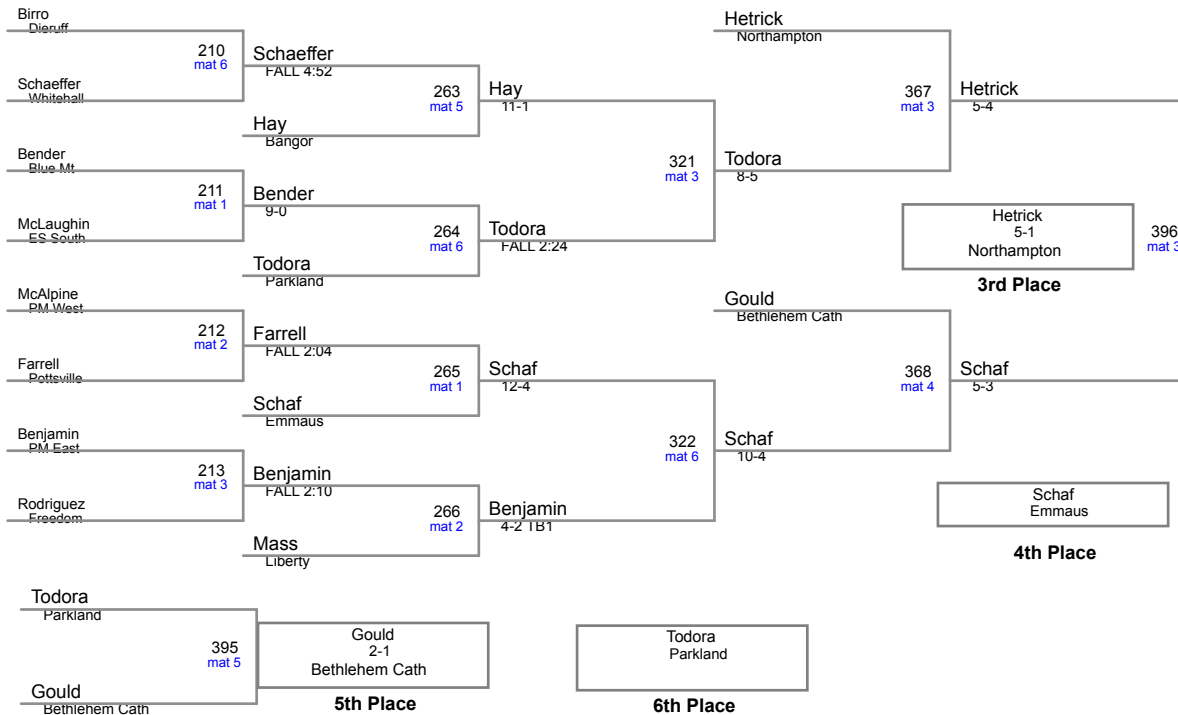 Birro
Dieruff
210
mat 6
Schaeffer
Whitehall
Schaeffer
FALL 4:52
263
mat 5
Hay
Bangor
Hay
11-1
Bender
Blue Mt
211
mat 1
McLaughin
ES South
Bender
9-0
264
mat 6
Todora
Parkland
Todora
FALL 2:24
321
mat 3
Todora
8-5
Hetrick
Northampton
367
mat 3
Hetrick
5-4
Hetrick
5-1
Northampton
3rd Place
396
mat 3
McAlpine
PM West
212
mat 2
Farrell
Pottsville
Farrell
FALL 2:04
265
mat 1
Schaf
Emmaus
Schaf
12-4
Benjamin
PM East
213
mat 3
Rodriguez
Freedom
Benjamin
FALL 2:10
266
mat 2
Mass
Liberty
Benjamin
4-2 TB1
322
mat 6
Schaf
10-4
Gould
Bethlehem Cath
368
mat 4
Schaf
5-3
Schaf
Emmaus
4th Place
Todora
Parkland
395
mat 5
Gould
Bethlehem Cath
Gould
2-1
Bethlehem Cath
5th Place
Todora
Parkland
6th Place